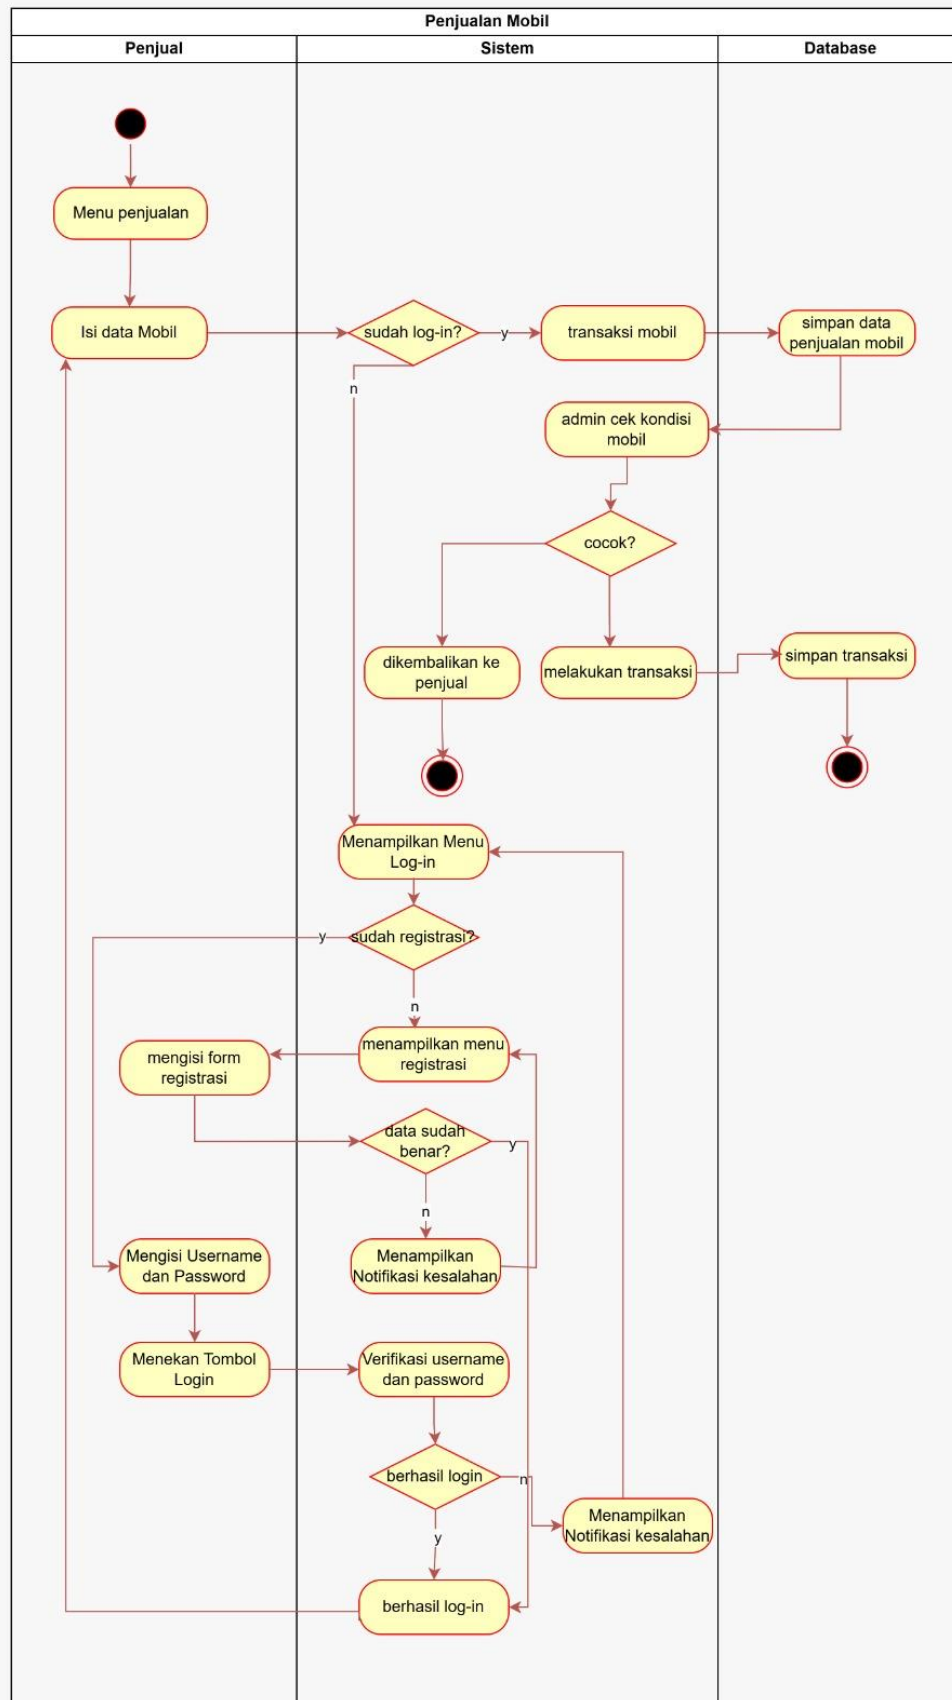 Penjualan Mobil
Penjual
Sistem
Database
Menu penjualan
Isi data Mobil
sudah log-in?
y
transaksi mobil
simpan data
penjualan mobil
n
admin cek kondisi
mobil
cocok?
dikembalikan ke
penjual
melakukan transaksi
simpan transaksi
Menampilkan Menu
Log-in
sudah registrasi?
y
n
menampilkan menu
registrasi
mengisi form
registrasi
data sudah
benar?
y
n
Menampilkan
Notifikasi kesalahan
Mengisi Username
dan Password
Menekan Tombol
Login
Verifikasi username
dan password
berhasil login
n
y
Menampilkan
Notifikasi kesalahan
berhasil log-in